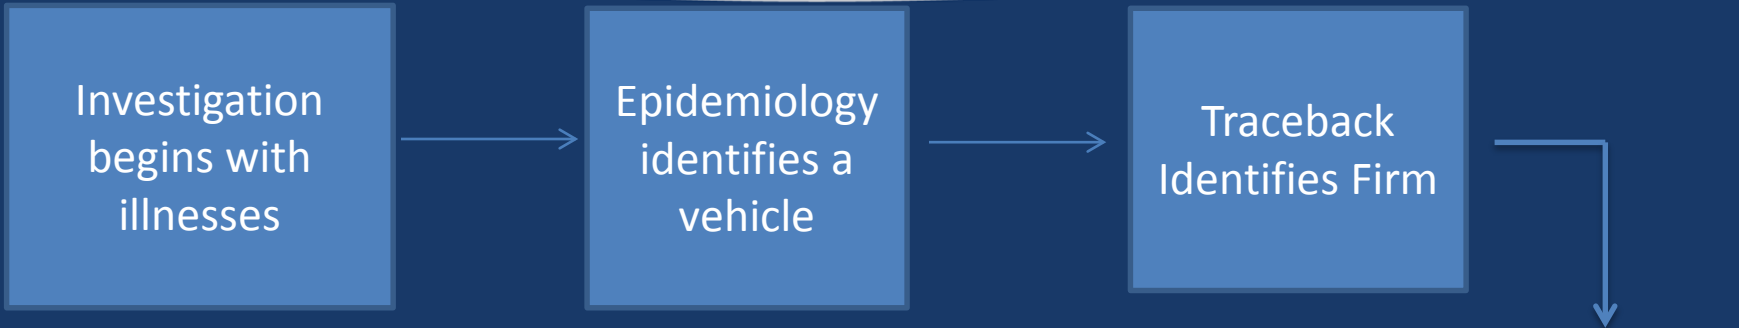 Investigation
begins with
illnesses
Epidemiology
identifies a
vehicle
Traceback
Identifies Firm